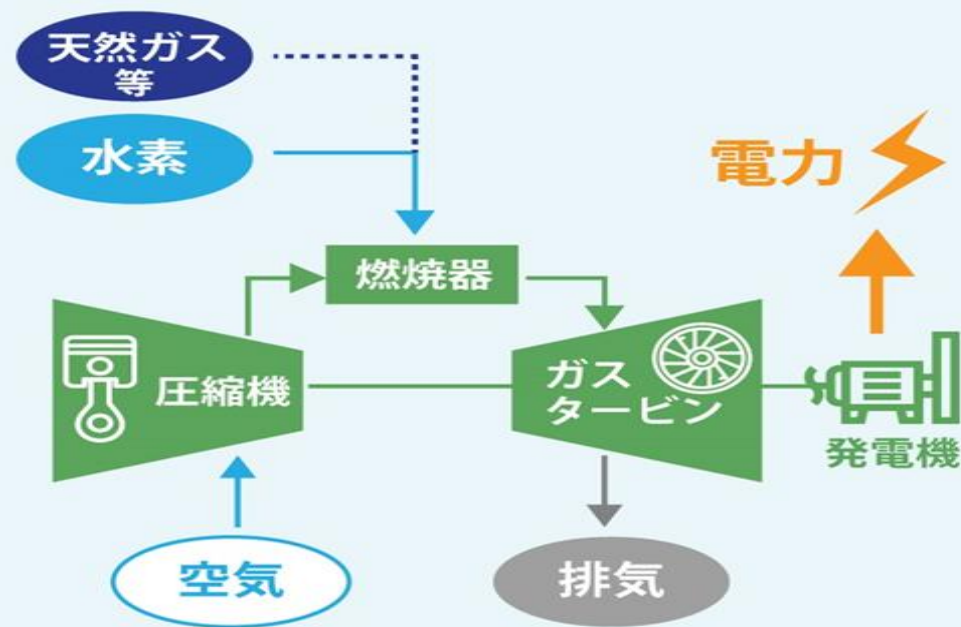 天然ガス
等
水素
電力
燃焼器
圧縮機
ガス
タービン
発電機
空気
排気